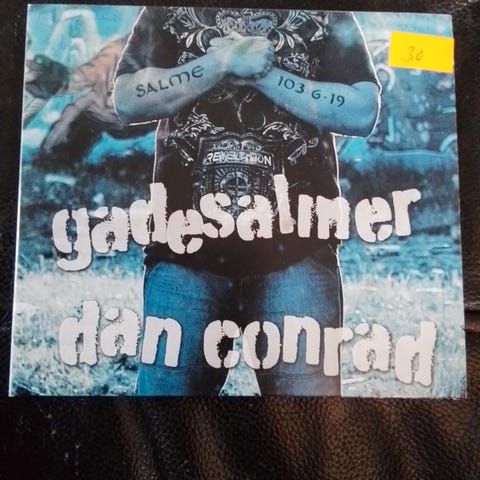 30
SALME
103 6-19
REVELATION
gadesalmer
dan conrad